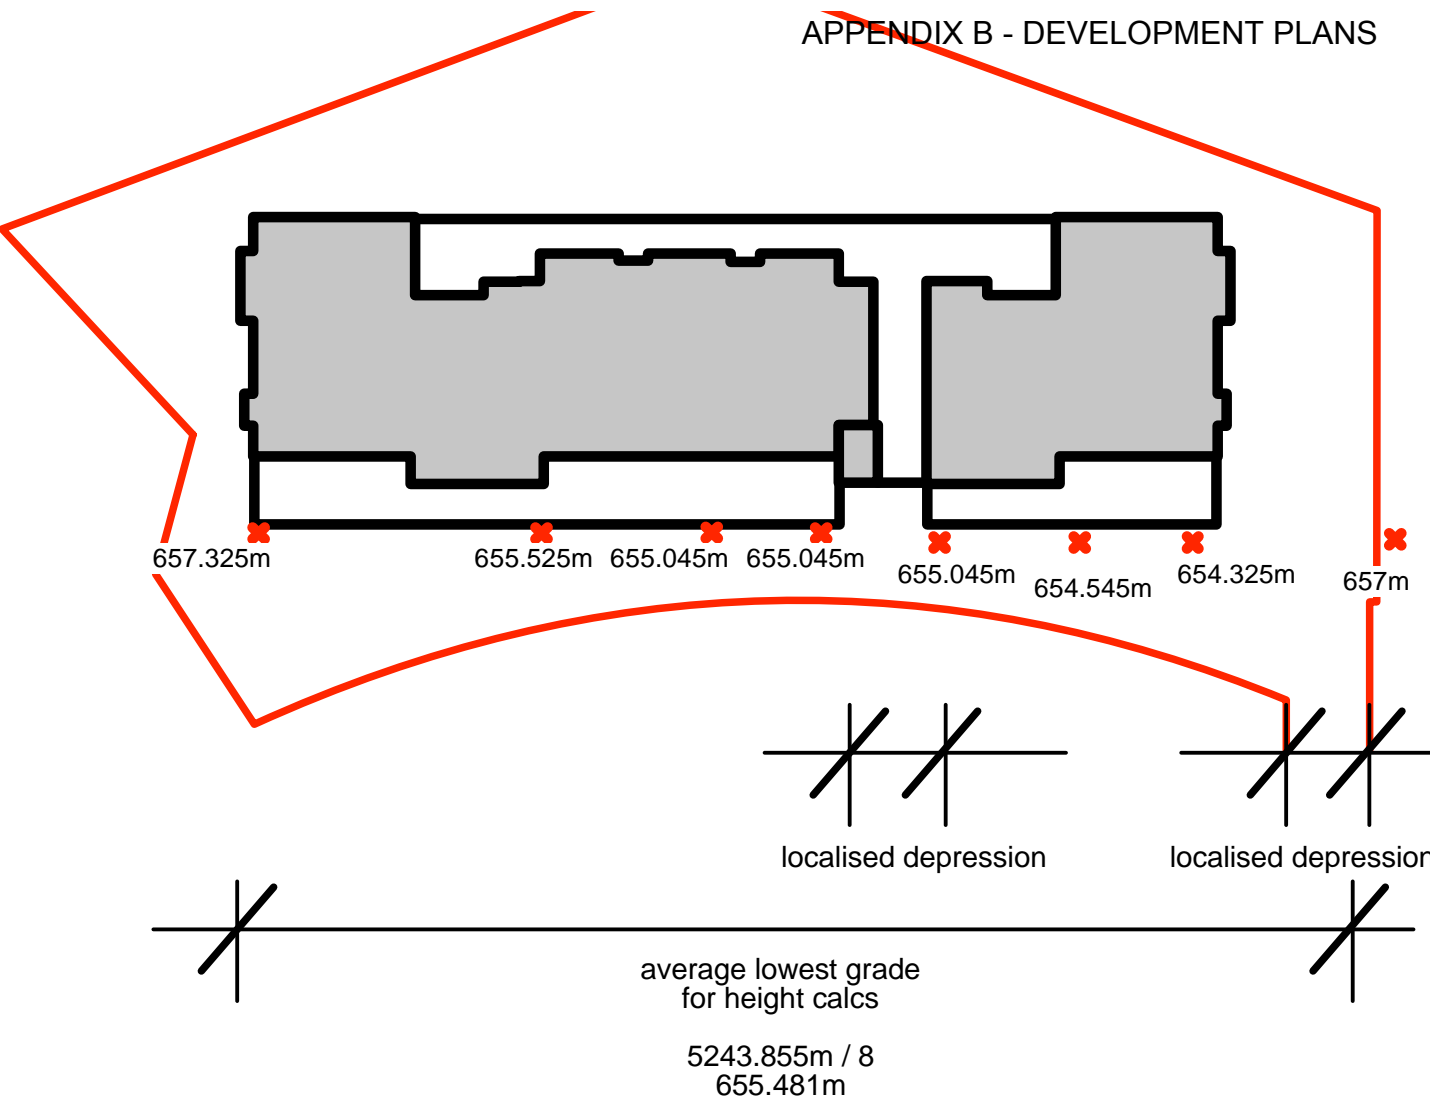 APPENDIX B - DEVELOPMENT PLANS
657.325m
655.525m
655.045m
655.045m
655.045m
654.545m
654.325m
657m
localised depression
localised depression
average lowest grade
for height calcs
5243.855m / 8
655.481m